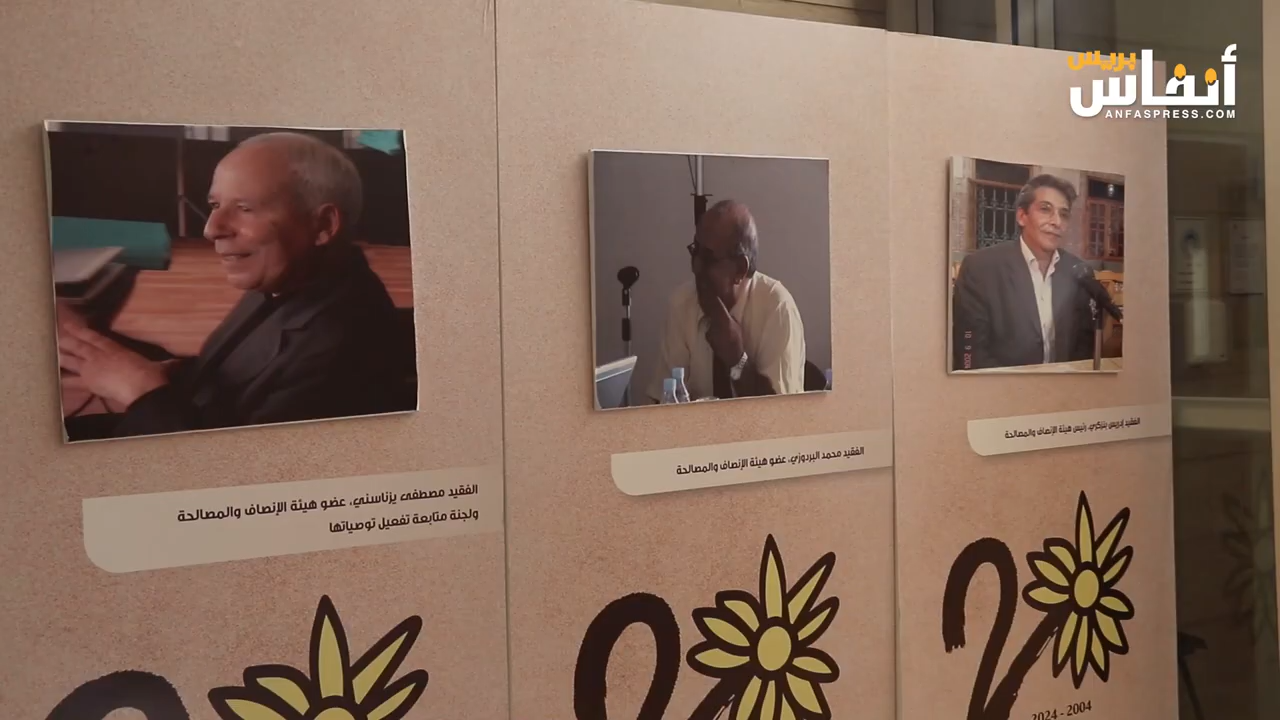 أنفاس بريس
ANFASPRESS.COM
الفقيد إدريس بنزكري، رئيس هيئة الإنصاف والمصالحة
الفقيد محمد البردوزي، عضو هيئة الإنصاف والمصالحة
الفقيد مصطفى يزناسني، عضو هيئة الإنصاف والمصالحة
ولجنة متابعة تفعيل توصياتها
2024 - 2004